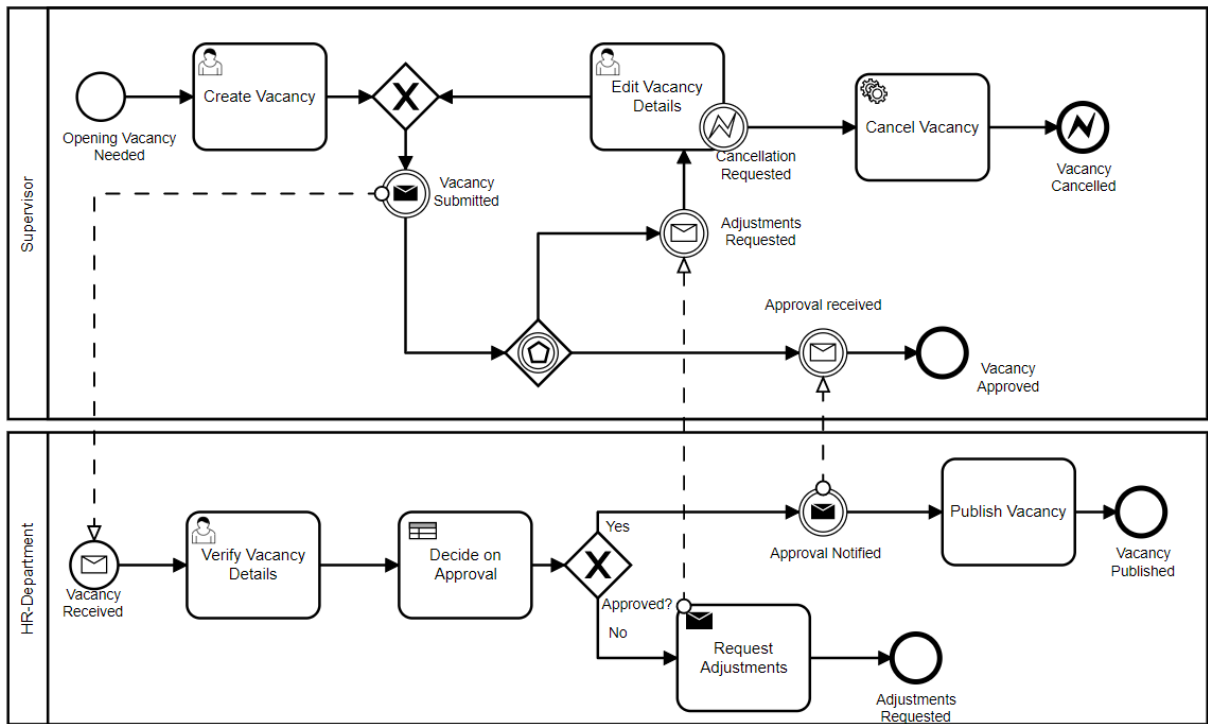 Supervisor
Create Vacancy
Opening Vacancy
Needed
X
Vacancy
Submitted
Edit Vacancy
Details
Cancellation
Requested
Cancel Vacancy
Vacancy
Cancelled
Adjustments
Requested
Approval received
Vacancy
Approved
HR-Department
Vacancy
Received
Verify Vacancy
Details
Decide on
Approval
X
Approved?
Yes
No
Approval Notified
Publish Vacancy
Vacancy
Published
Request
Adjustments
Adjustments
Requested